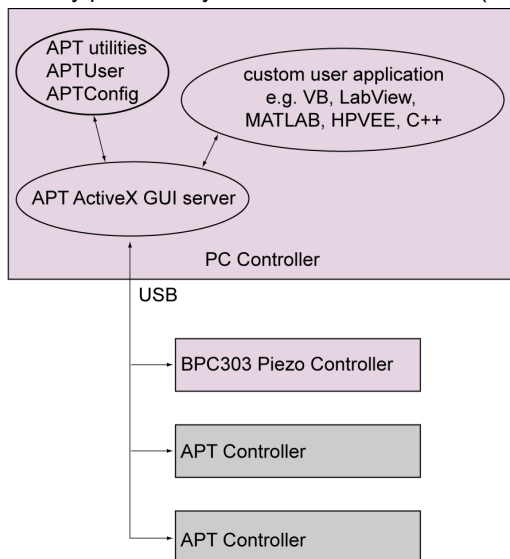 APT utilities
APTUser
APTConfig
custom user application
e.g. VB, LabView,
MATLAB, HPVEE, C++
APT ActiveX GUI server
PC Controller
USB
BPC303 Piezo Controller
APT Controller
APT Controller